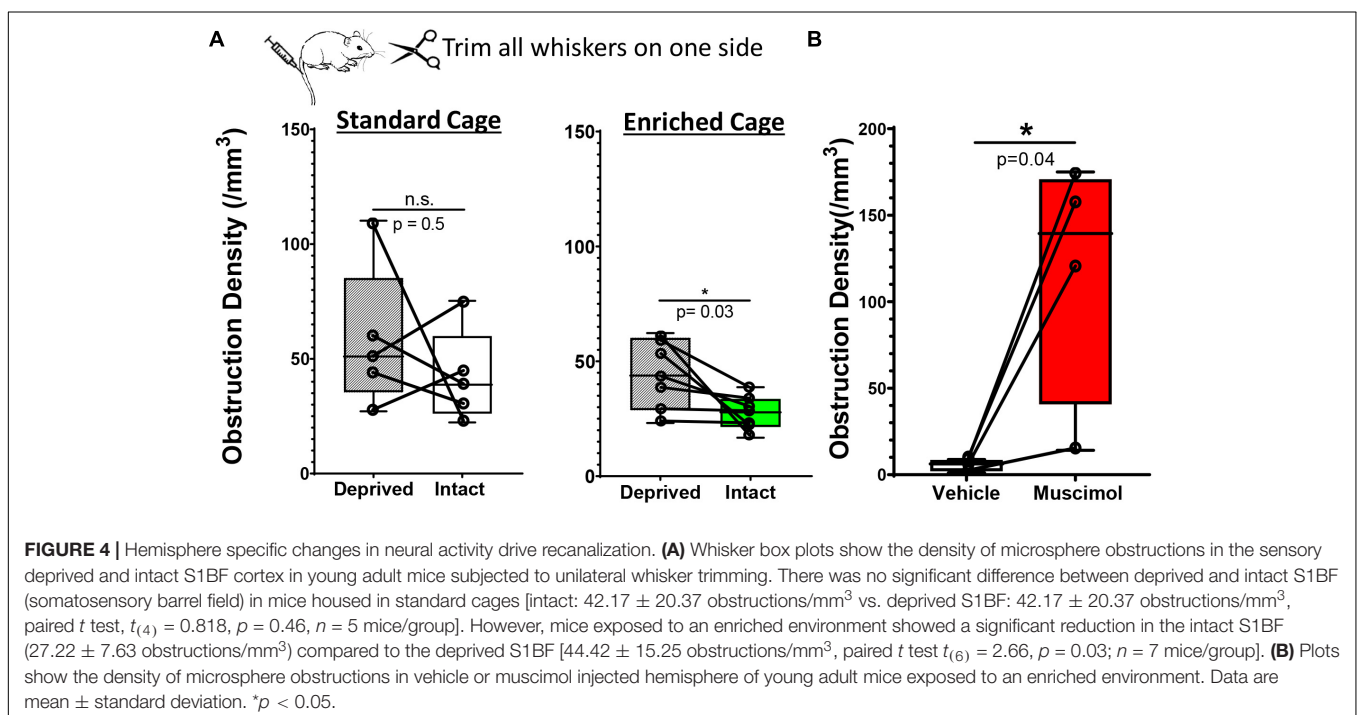 A
Trim all whiskers on one side
B
Standard Cage
Obstruction Density (/mm³)
150
100
50
0
n.s.
p = 0.5
Deprived Intact
Enriched Cage
150
100
50
0
*
p= 0.03
Deprived Intact
Obstruction Density(/mm³)
200
150
100
50
0
*
p=0.04
Vehicle Muscimol
FIGURE 4 | Hemisphere specific changes in neural activity drive recanalization. (A) Whisker box plots show the density of microsphere obstructions in the sensory
deprived and intact S1BF cortex in young adult mice subjected to unilateral whisker trimming. There was no significant difference between deprived and intact S1BF
(somatosensory barrel field) in mice housed in standard cages [intact: 42.17 ± 20.37 obstructions/mm³ vs. deprived S1BF: 42.17 ± 20.37 obstructions/mm³,
paired t test, t₍₄₎ = 0.818, p = 0.46, n = 5 mice/group]. However, mice exposed to an enriched environment showed a significant reduction in the intact S1BF
(27.22 ± 7.63 obstructions/mm³) compared to the deprived S1BF [44.42 ± 15.25 obstructions/mm³, paired t test t₍₆₎ = 2.66, p = 0.03; n = 7 mice/group]. (B) Plots
show the density of microsphere obstructions in vehicle or muscimol injected hemisphere of young adult mice exposed to an enriched environment. Data are
mean ± standard deviation. *p < 0.05.